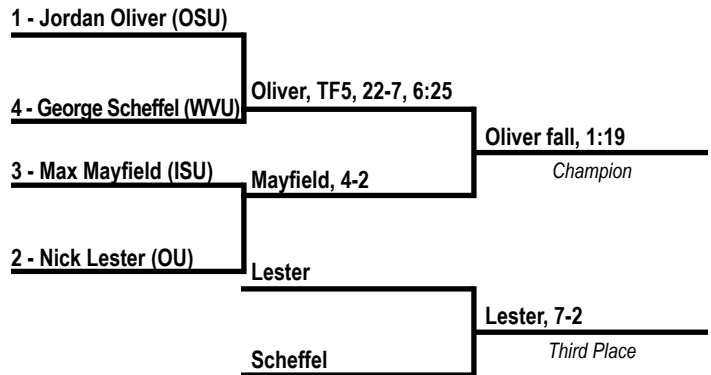 1 - Jordan Oliver (OSU)
4 - George Scheffel (WVU)
Oliver, TF5, 22-7, 6:25
Oliver fall, 1:19
Champion
3 - Max Mayfield (ISU)
Mayfield, 4-2
2 - Nick Lester (OU)
Lester
Lester, 7-2
Third Place
Scheffel